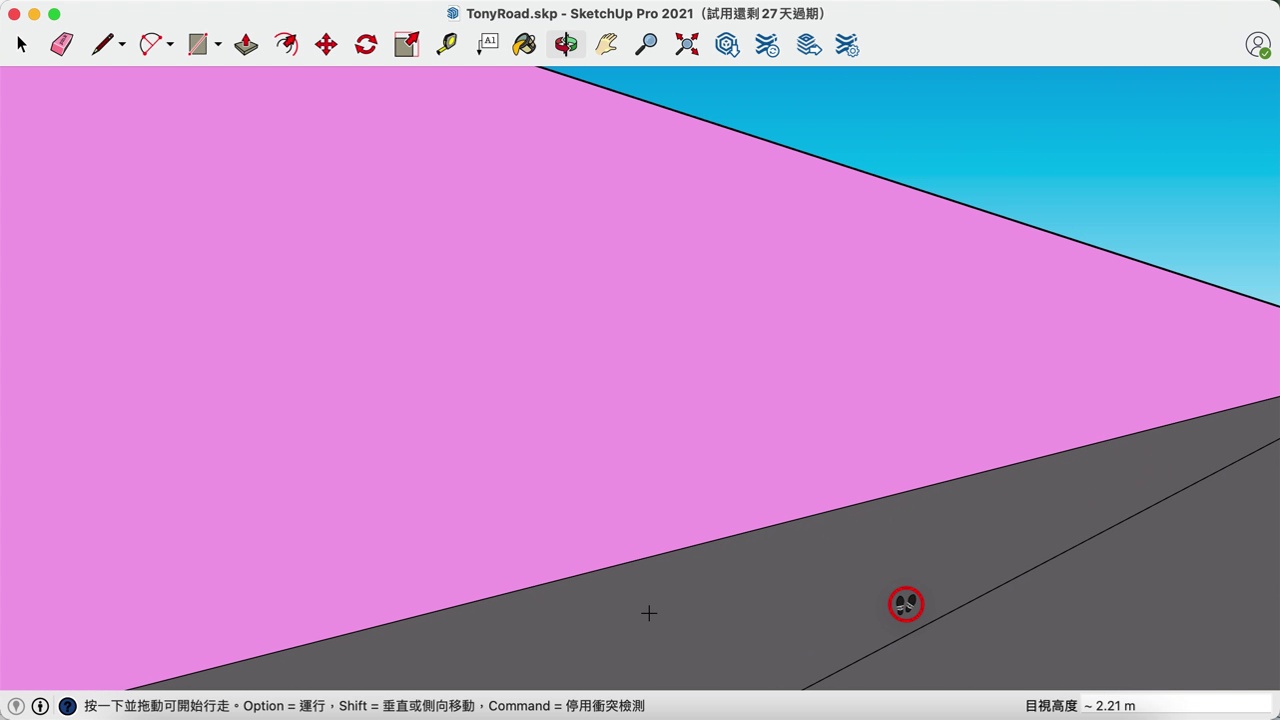 TonyRoad.skp - SketchUp Pro 2021（試用還剩 27 天過期）
A1
按一下並拖動可開始行走。Option = 運行，Shift = 垂直或側向移動，Command = 停用衝突檢測
目視高度 ~ 2.21 m